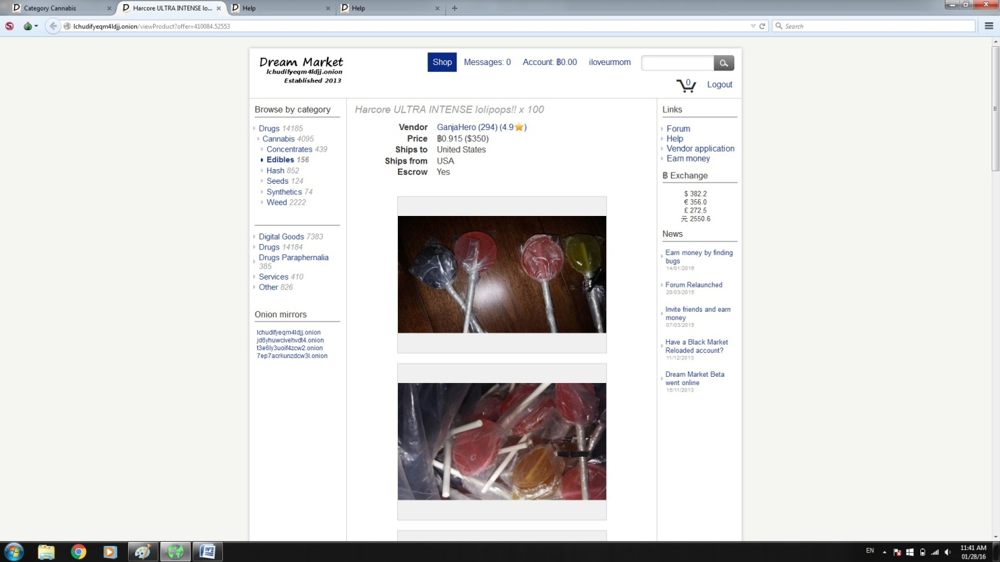 Category Cannabis
Harcore ULTRA INTENSE lo...
Help
Help
lchudifyeqm4ldjj.onion/viewProduct?offer=410084.52553
Search
Dream Market
lchudifyeqm4ldjj.onion
Established 2013
Shop
Messages: 0
Account: ฿0.00
iloveurmom
0
Logout
Browse by category
Drugs 14185
Cannabis 4095
Concentrates 439
Edibles 156
Hash 852
Seeds 124
Synthetics 74
Weed 2222
Digital Goods 7383
Drugs 14184
Drugs Paraphernalia
385
Services 410
Other 826
Onion mirrors
lchudifyeqm4ldjj.onion
jd6yhuwcivehvdt4.onion
t3e6ly3uoif4zcw2.onion
7ep7acrkunzdcw3l.onion
Harcore ULTRA INTENSE lolipops!! x 100
Vendor GanjaHero (294) (4.9⭐)
Price ฿0.915 ($350)
Ships to United States
Ships from USA
Escrow Yes
Links
Forum
Help
Vendor application
Earn money
฿ Exchange
$ 382.2
€ 356.0
£ 272.5
元 2550.6
News
Earn money by finding
bugs
14/01/2016
Forum Relaunched
20/03/2015
Invite friends and earn
money
07/03/2015
Have a Black Market
Reloaded account?
11/12/2013
Dream Market Beta
went online
15/11/2013
EN
11:41 AM
01/28/16